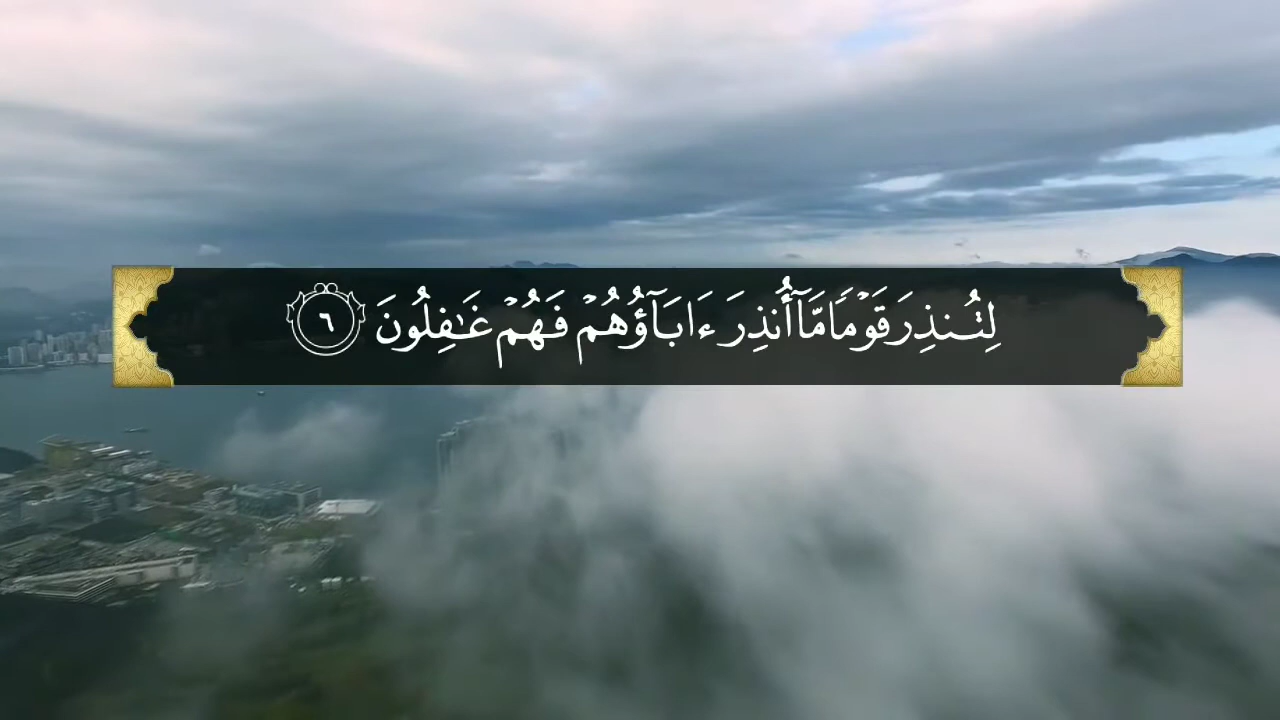 لِتُنذِرَ قَوۡمٗا مَّآ أُنذِرَ ءَابَآؤُهُمۡ فَهُمۡ غَٰفِلُونَ ٦